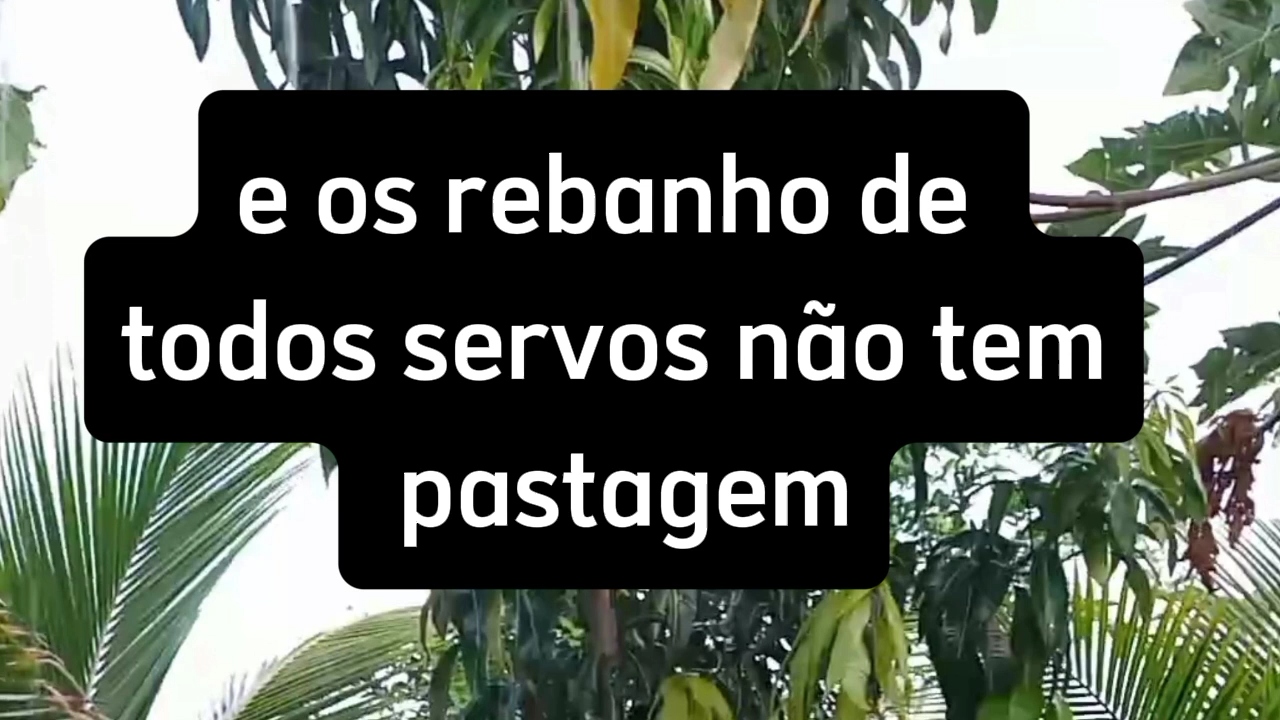 e os rebanho de
todos servos não tem
pastagem